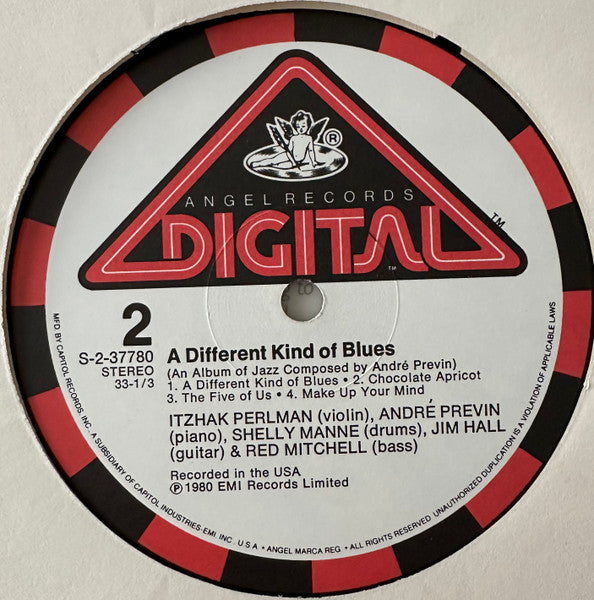 ®
ANGEL RECORDS
DIGITAL
TM
TM
2
S-2-37780
STEREO
33-1/3
A Different Kind of Blues
(An Album of Jazz Composed by André Previn)
1. A Different Kind of Blues • 2. Chocolate Apricot
3. The Five of Us • 4. Make Up Your Mind
ITZHAK PERLMAN (violin), ANDRÉ PREVIN
(piano), SHELLY MANNE (drums), JIM HALL
(guitar) & RED MITCHELL (bass)
Recorded in the USA
℗ 1980 EMI Records Limited
MFD. BY CAPITOL RECORDS, INC. A SUBSIDIARY OF CAPITOL INDUSTRIES-EMI, INC. U.S.A. • ANGEL MARCA REG. • ALL RIGHTS RESERVED. UNAUTHORIZED DUPLICATION IS A VIOLATION OF APPLICABLE LAWS